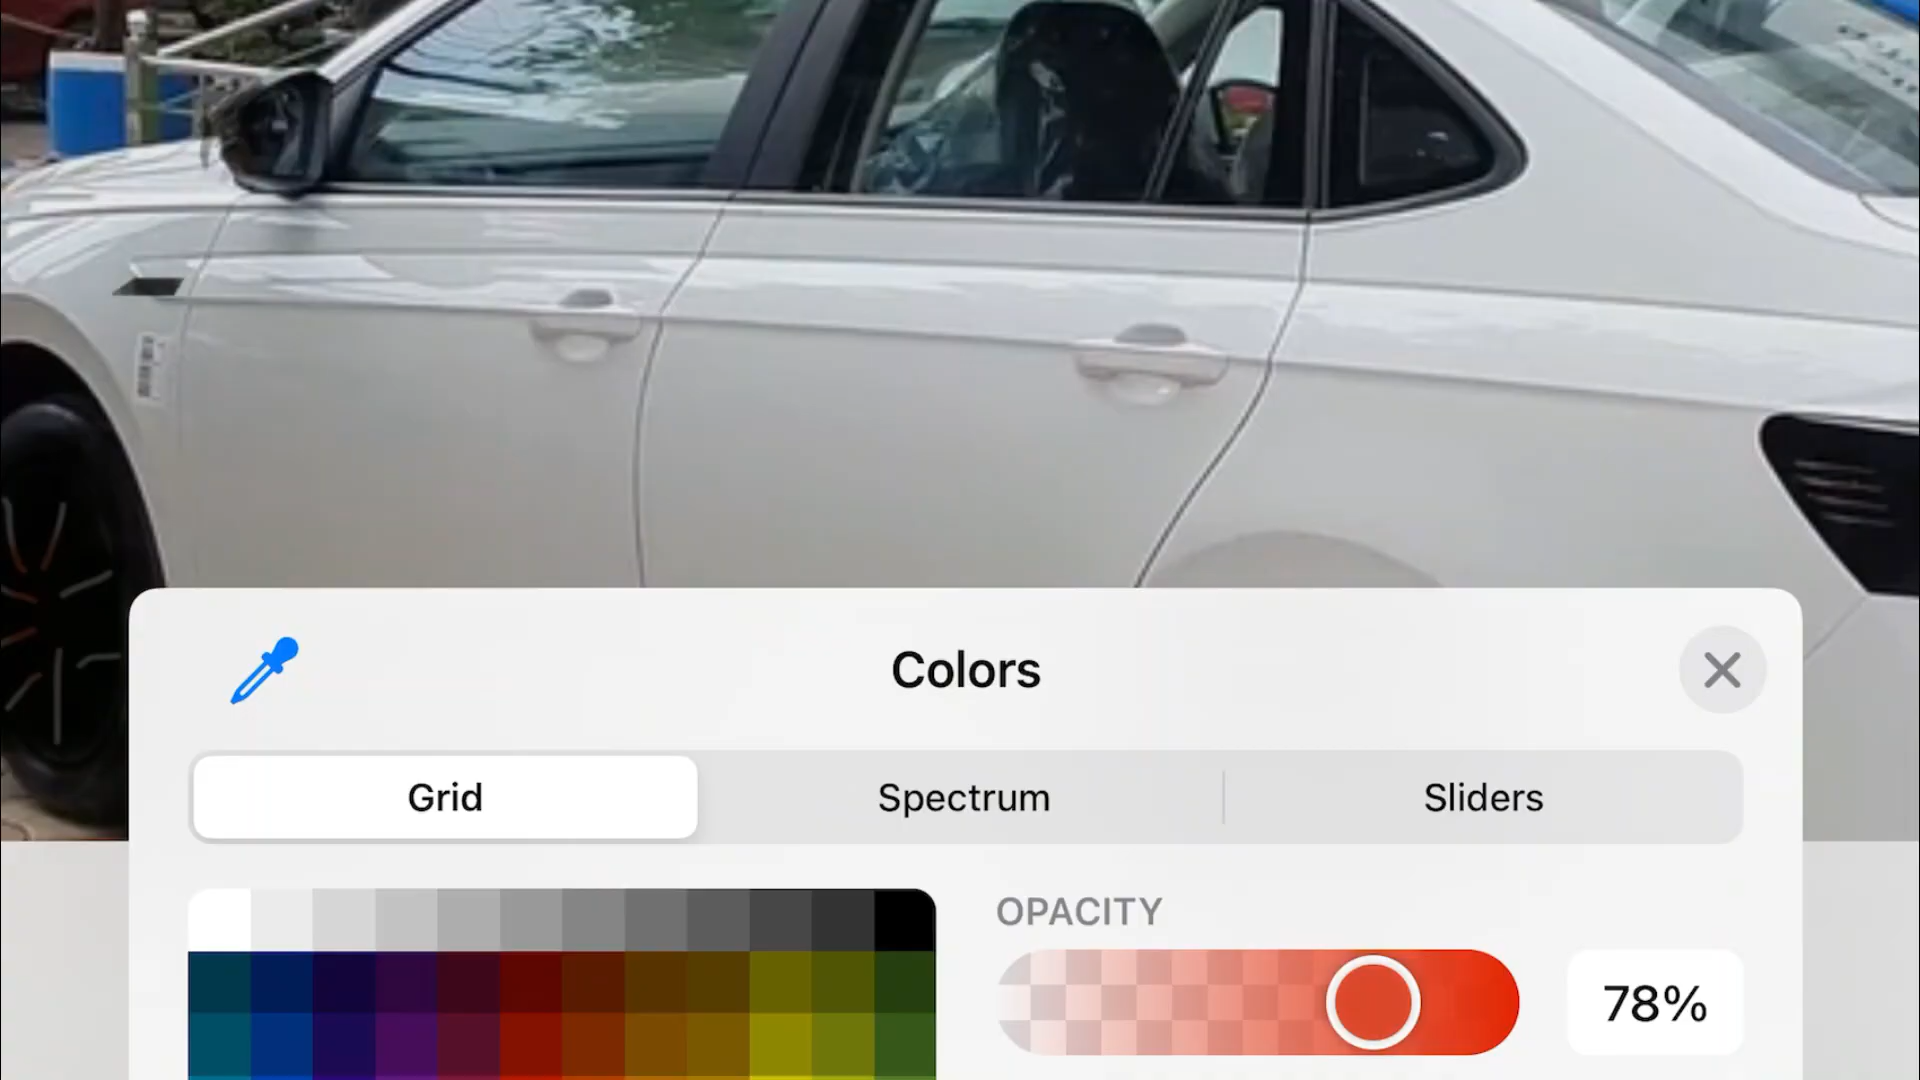 Colors
Grid
Spectrum
Sliders
OPACITY
78%